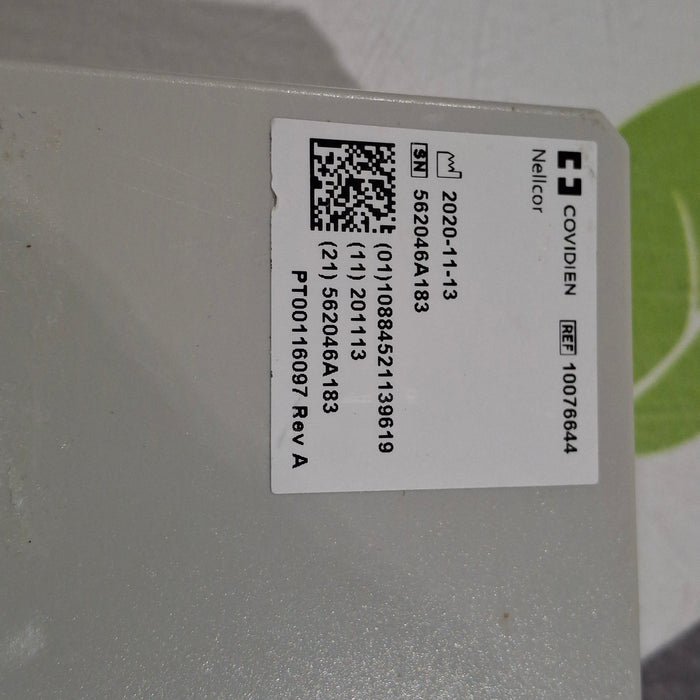 COVIDIEN REF 10076644
Nellcor
2020-11-13
SN 562046A183
(01)10884521139619
(11) 201113
(21) 562046A183
PT00116097 Rev A